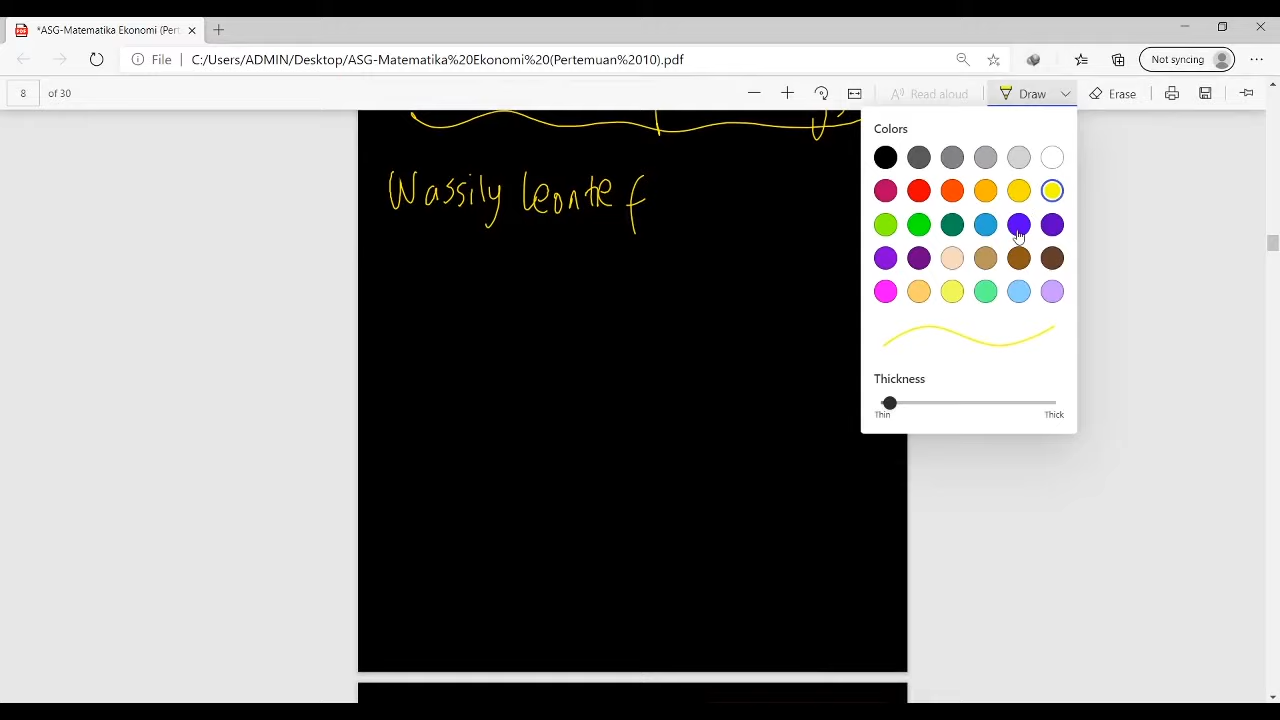 *ASG-Matematika Ekonomi (Pert
File
C:/Users/ADMIN/Desktop/ASG-Matematika%20Ekonomi%20(Pertemuan%2010).pdf
Not syncing
8 of 30
Read aloud
Draw
Erase
Colors
Wassily leontef
Thickness
Thin Thick